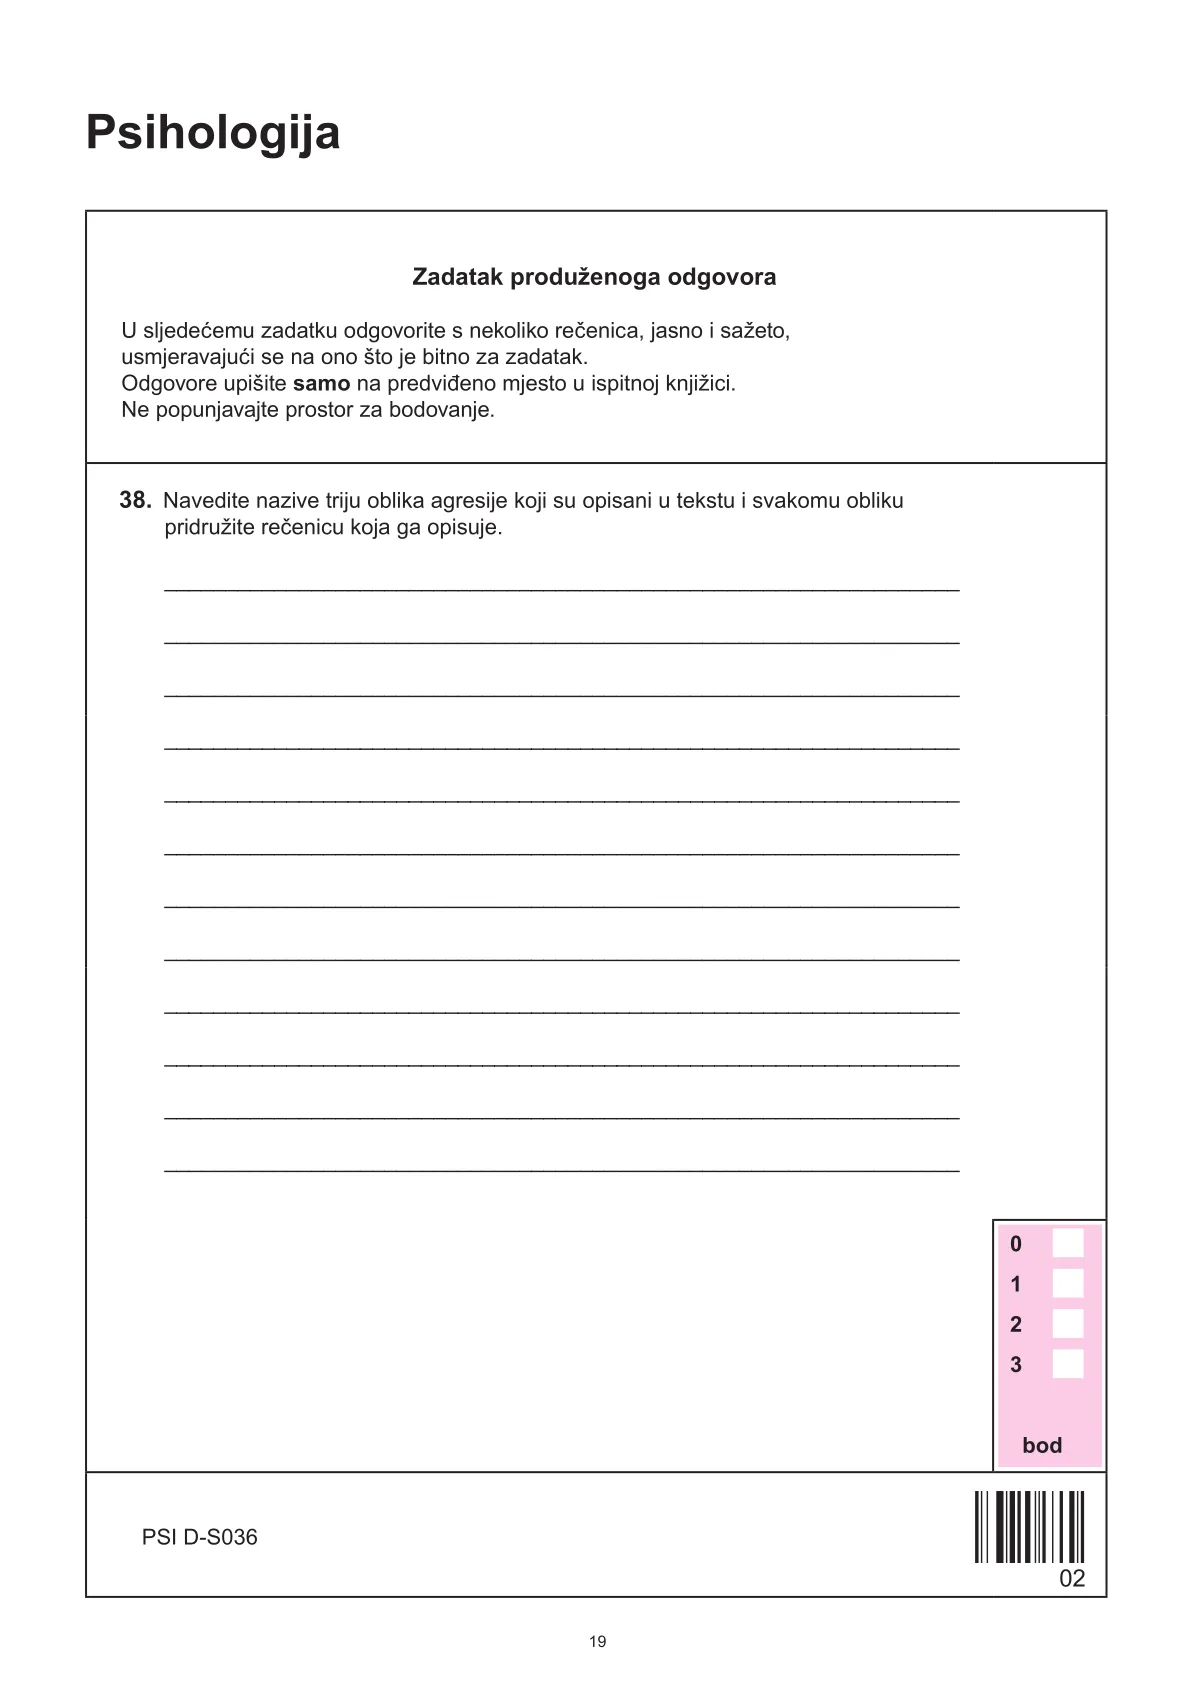 Psihologija
Zadatak produženoga odgovora
U sljedećemu zadatku odgovorite s nekoliko rečenica, jasno i sažeto,
usmjeravajući se na ono što je bitno za zadatak.
Odgovore upišite samo na predviđeno mjesto u ispitnoj knjižici.
Ne popunjavajte prostor za bodovanje.
38. Navedite nazive triju oblika agresije koji su opisani u tekstu i svakomu obliku
pridružite rečenicu koja ga opisuje.
0
1
2
3
bod
PSI D-S036
02
19